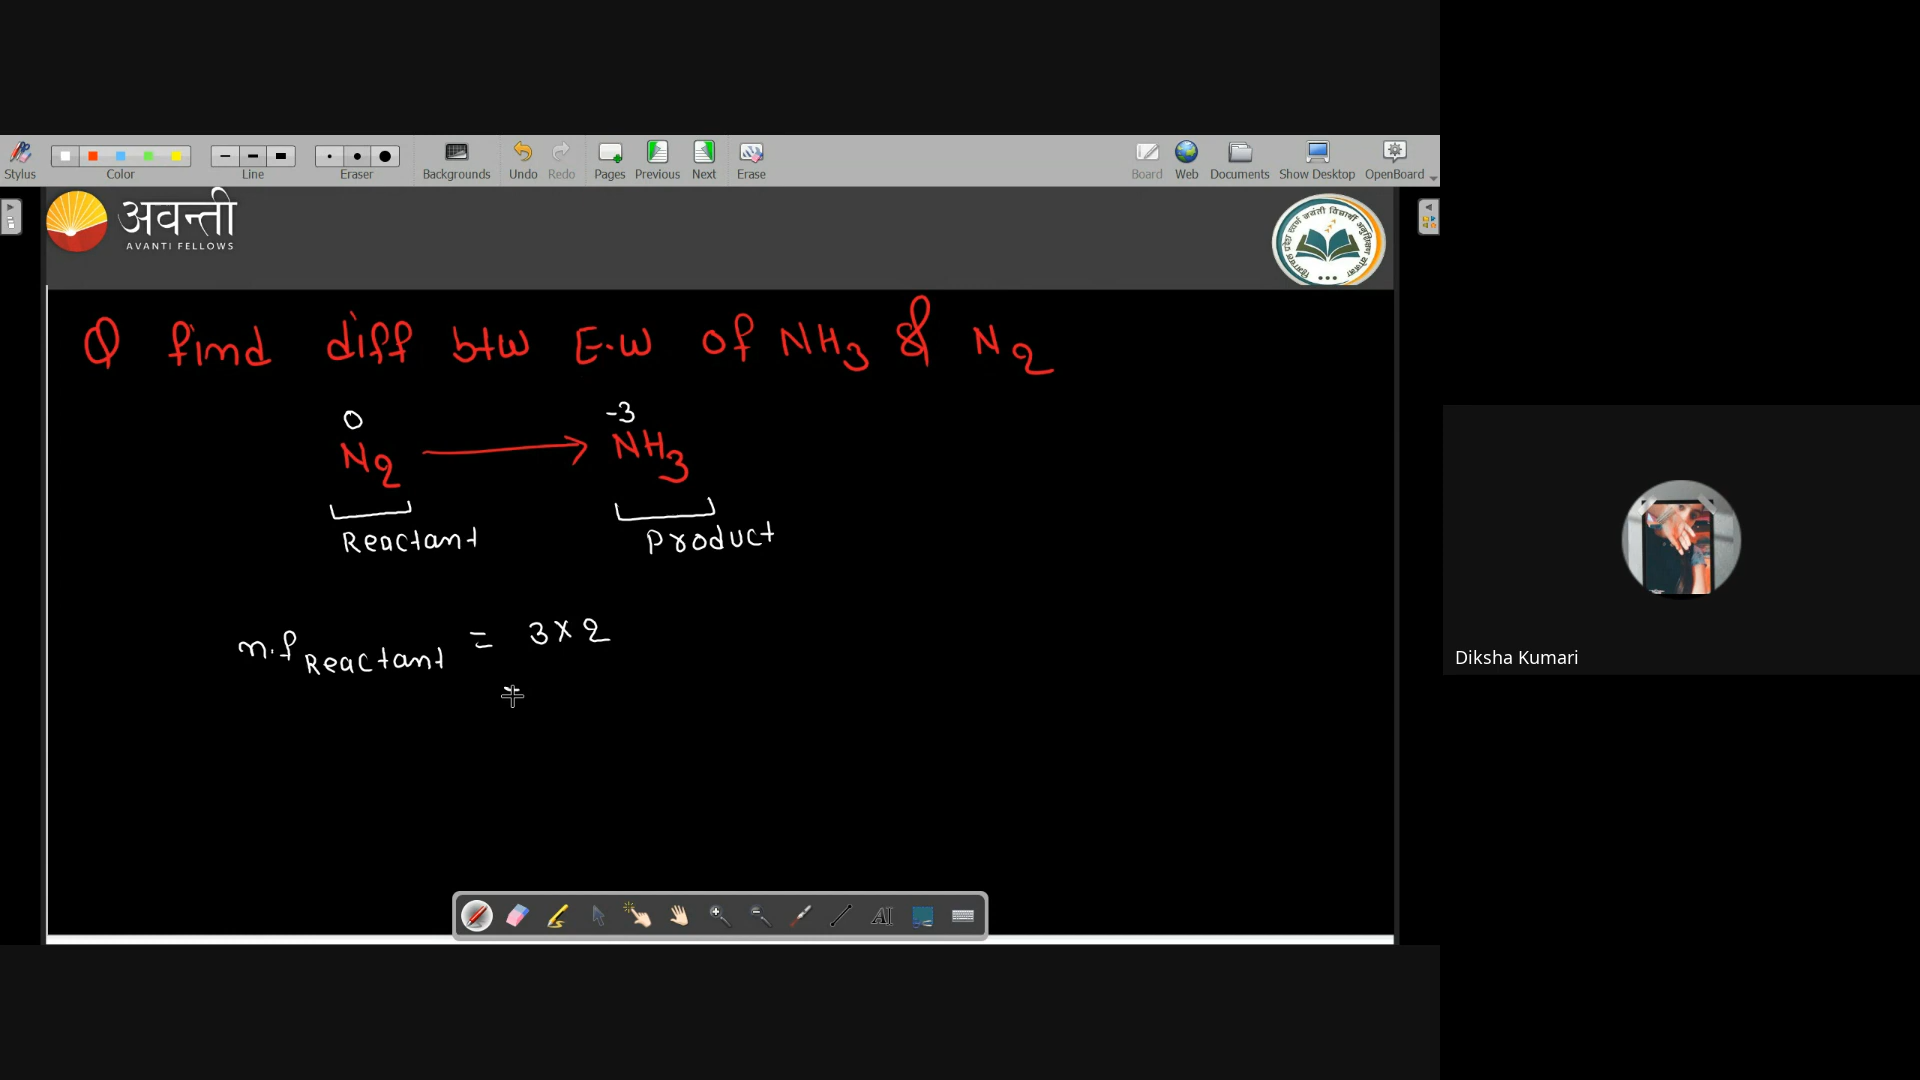 Stylus Color Line Eraser Backgrounds Undo Redo Pages Previous Next Erase Board Web Documents Show Desktop OpenBoard
अवन्ती
AVANTI FELLOWS
Q find diff btw E.W of NH3 & N2
0 -3
N2 → NH3
Reactant Product
n.f Reactant = 3×2
Diksha Kumari